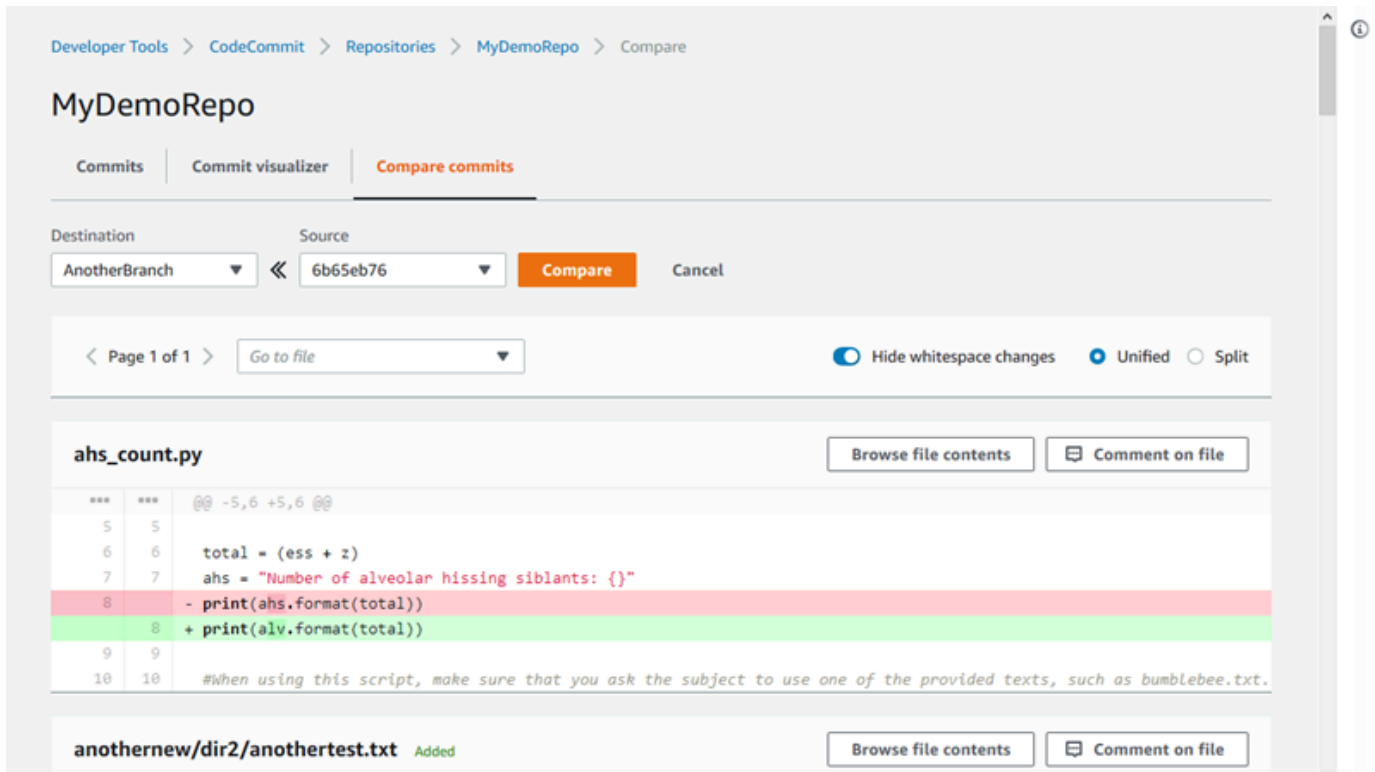 Developer Tools > CodeCommit > Repositories > MyDemoRepo > Compare
MyDemoRepo
Commits Commit visualizer Compare commits
Destination Source
AnotherBranch 6b65eb76 Compare Cancel
< Page 1 of 1 > Go to file Hide whitespace changes Unified Split
ahs_count.py Browse file contents Comment on file
@@ -5,6 +5,6 @@
5 5
6 6 total = (ess + z)
7 7 ahs = "Number of alveolar hissing siblants: {}"
8 - print(ahs.format(total))
8 + print(alv.format(total))
9 9
10 10 #When using this script, make sure that you ask the subject to use one of the provided texts, such as bumblebee.txt.
anothernew/dir2/anothertest.txt Added Browse file contents Comment on file